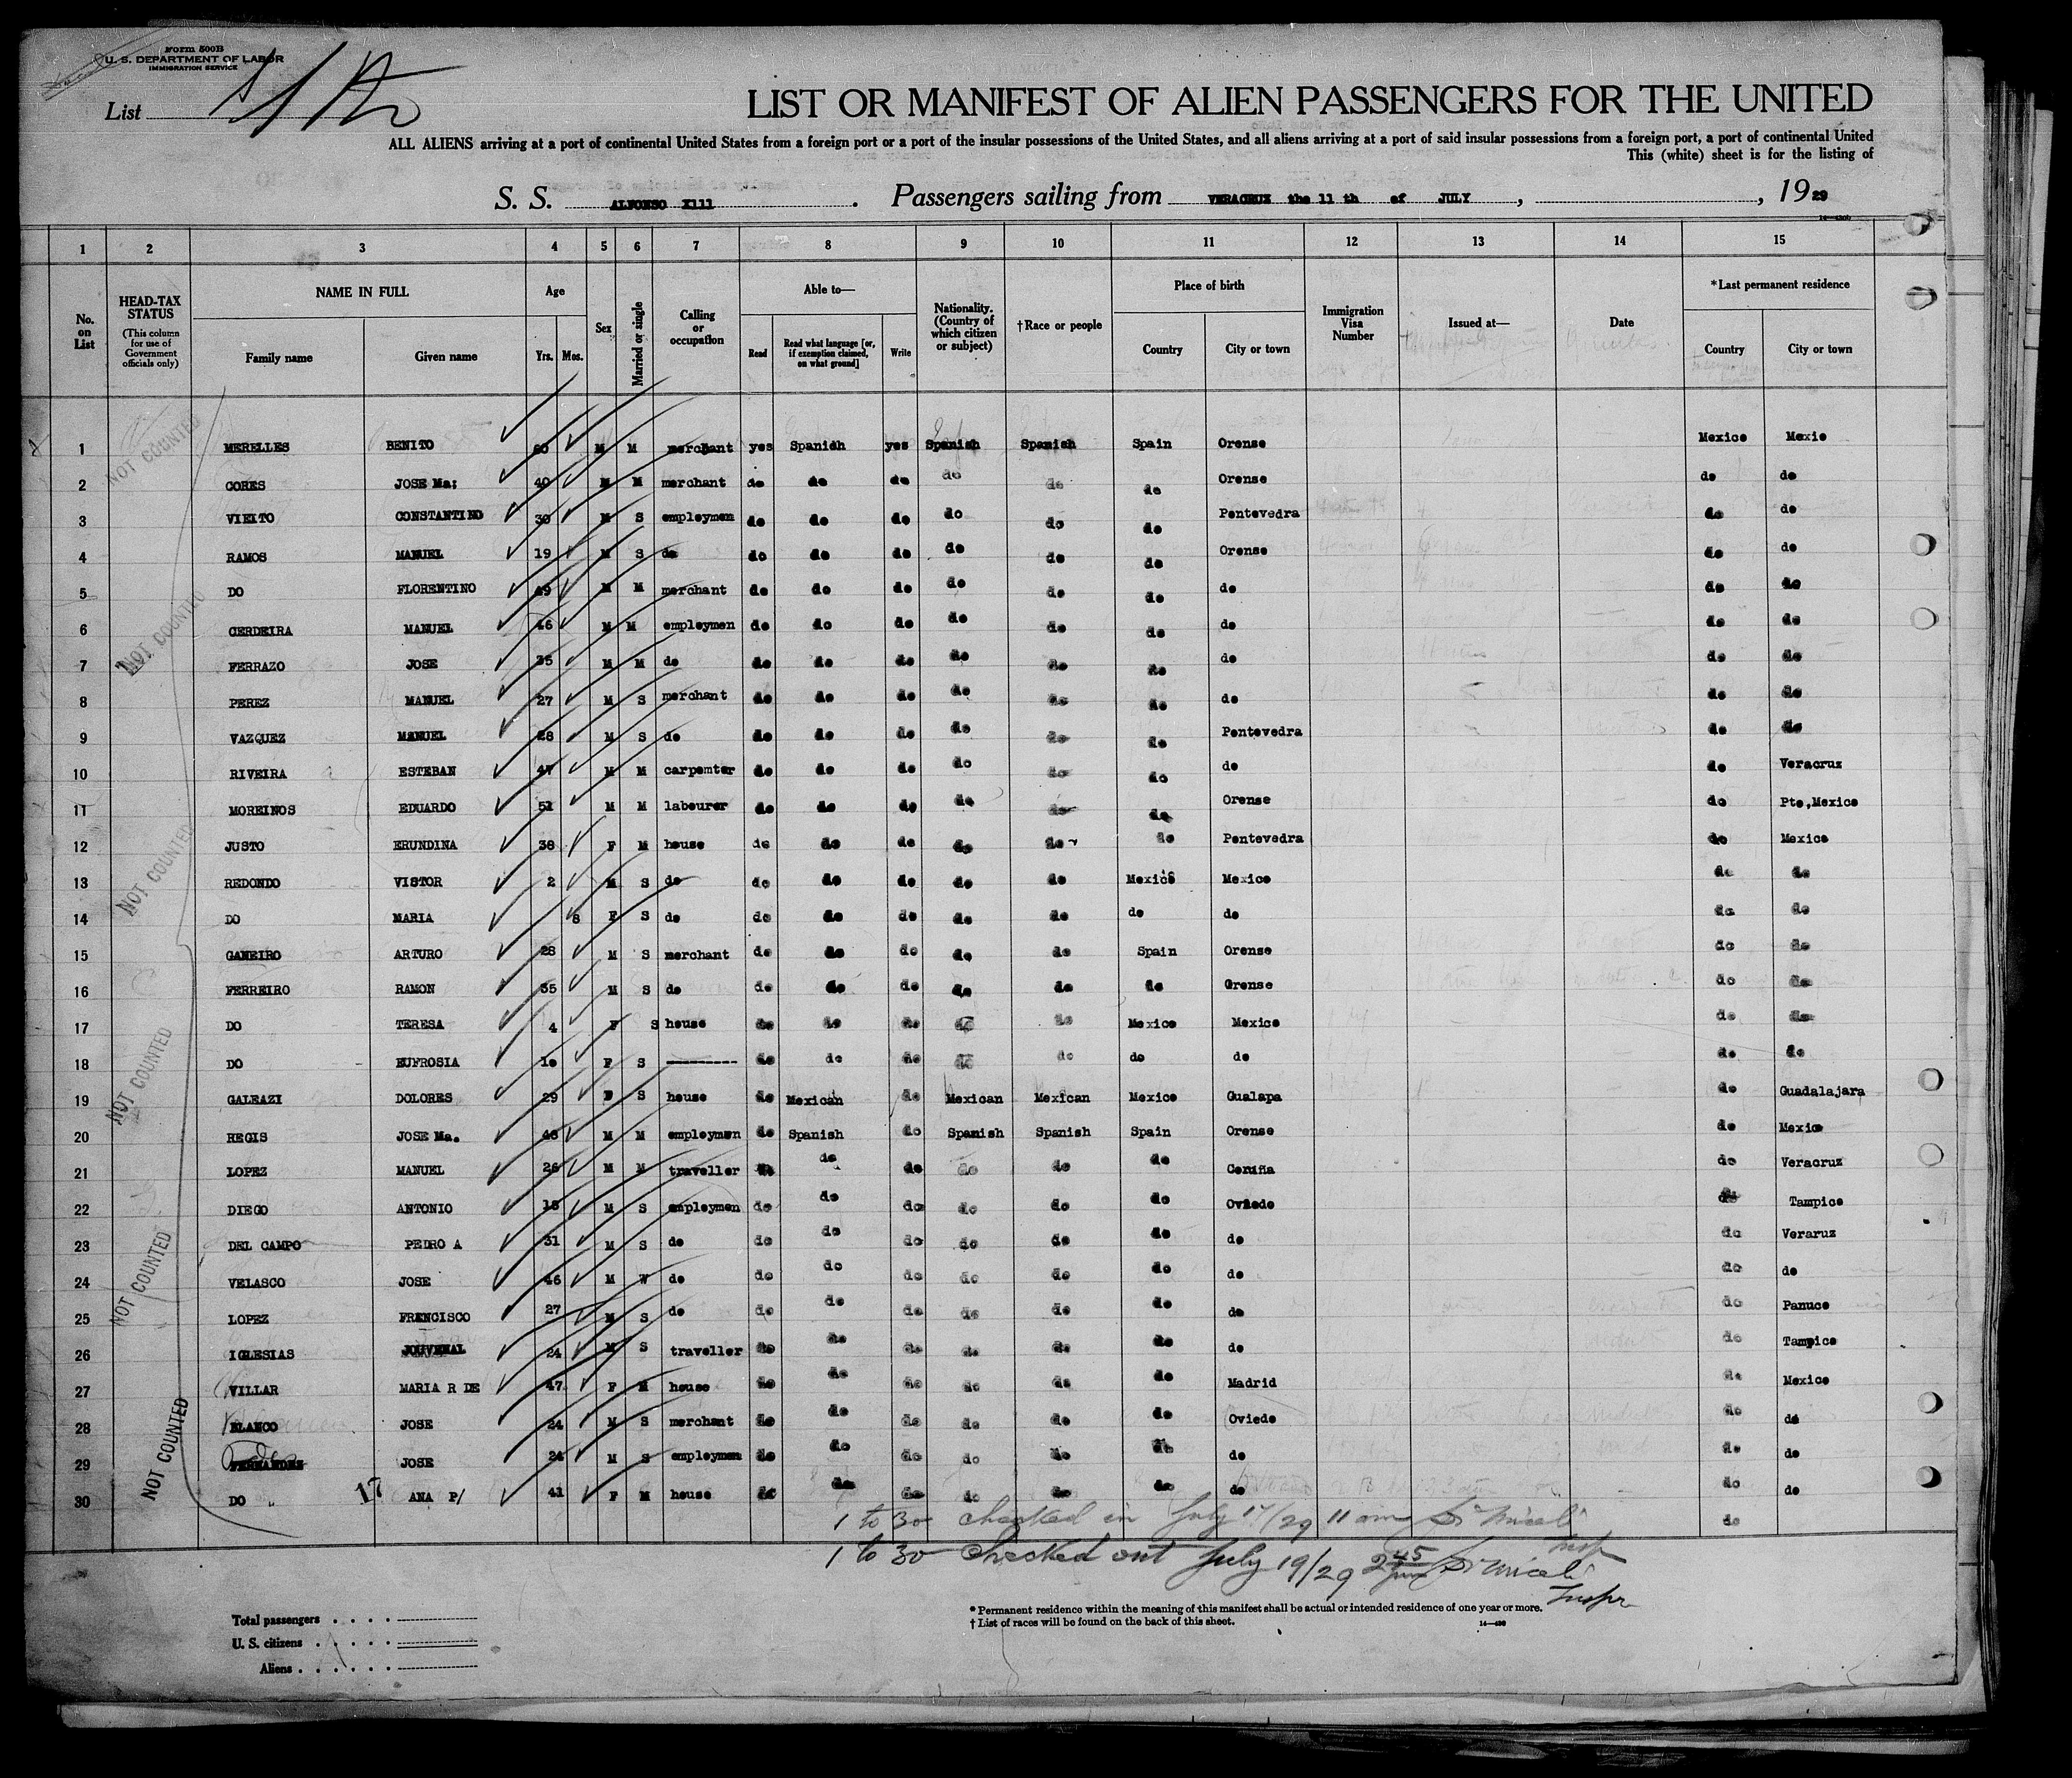 Form 500B
U. S. DEPARTMENT OF LABOR
IMMIGRATION SERVICE
List
LIST OR MANIFEST OF ALIEN PASSENGERS FOR THE UNITED
ALL ALIENS arriving at a port of continental United States from a foreign port or a port of the insular possessions of the United States, and all aliens arriving at a port of said insular possessions from a foreign port, a port of continental United
This (white) sheet is for the listing of
S. S. ALFONSO X111 . Passengers sailing from VERACRUZ the 11 th of JULY , , 19 29
1 2 3 4 5 6 7 8 9 10 11 12 13 14 15
No. on List HEAD-TAX STATUS (This column for use of Government officials only) NAME IN FULL Family name Given name Age Yrs. Mos. Sex Married or single Calling or occupation Able to— Read Read what language [or, if exemption claimed, on what ground] Write Nationality. (Country of which citizen or subject) †Race or people Place of birth Country City or town Immigration Visa Number Issued at— Date *Last permanent residence Country City or town
1 MERELLES BENITO 60 M M merchant yes Spanish yes Spanish Spanish Spain Orense Mexico Mexio
2 GORES JOSE Ma: 40 M M merchant do do do do do do Orense do do
3 VIEITO CONSTANTINO 30 M S employmen do do do do do do Pontevedra do do
4 RAMOS MANUEL 19 M S do do do do do do do Orense do do
5 DO FLORENTINO 49 M M merchant do do do do do do do do do
6 CERDEIRA MANUEL 46 M M employmen do do do do do do do do do
7 FERRAZO JOSE 35 M M do do do do do do do do do do
8 PEREZ MANUEL 27 M S merchant do do do do do do do do do
9 VAZQUEZ MANUEL 28 M S do do do do do do do Pontevedra do do
10 RIVEIRA ESTEBAN 47 M M carpemter do do do do do do do do Veracruz
11 MOREINOS EDUARDO 51 M M labourer do do do do do do Orense do Pto,Mexico
12 JUSTO ERUNDINA 38 F M house do do do do do do Pontevedra do Mexico
13 REDONDO VISTOR 2 M S do do do do do do Mexico Mexico do do
14 DO MARIA 8 F S do do do do do do do do do do
15 GANEIRO ARTURO 28 M S merchant do do do do do Spain Orense do do
16 FERREIRO RAMON 35 M S do do do do do do do Orense do do
17 DO TERESA 4 F S house do do do do do Mexico Mexico do do
18 DO EUFROSIA 10 F S --------- do do do do do do do do do
19 GALEAZI DOLORES 29 F S house do Mexican do Mexican Mexican Mexico Gualapa do Guadalajara
20 REGIS JOSE Ma. 48 M M employmen do Spanish do Spanish Spanish Spain Orense do Mexico
21 LOPEZ MANUEL 26 M M traveller do do do do do do Coruña do Veracruz
22 DIEGO ANTONIO 18 M S employmen do do do do do do Oviedo do Tampico
23 DEL CAMPO PEDRO A 31 M S do do do do do do do do do Veraruz
24 VELASCO JOSE 46 M W do do do do do do do do do do
25 LOPEZ FRENCISCO 27 M S do do do do do do do do do Panuco
26 IGLESIAS JOUVENAL 24 M S traveller do do do do do do do do Tampico
27 VILLAR MARIA R DE 47 F M house do do do do do do Madrid do Mexico
28 BLANCO JOSE 24 M S merchant do do do do do do Oviedo do do
29 FERNANDEZ JOSE 24 M S employmen do do do do do do do do do
30 DO " 17 ANA P/ 41 F M house do do do do do do do do do
do
NOT COUNTED
NOT COUNTED
NOT COUNTED
NOT COUNTED
NOT COUNTED
NOT COUNTED
1 to 30 checked in July 17/29 11 am Insp
1 to 30 checked out July 19/29 2 45 pm Inspr
Total passengers
U. S. citizens
Aliens
* Permanent residence within the meaning of this manifest shall be actual or intended residence of one year or more.
† List of races will be found on the back of this sheet.